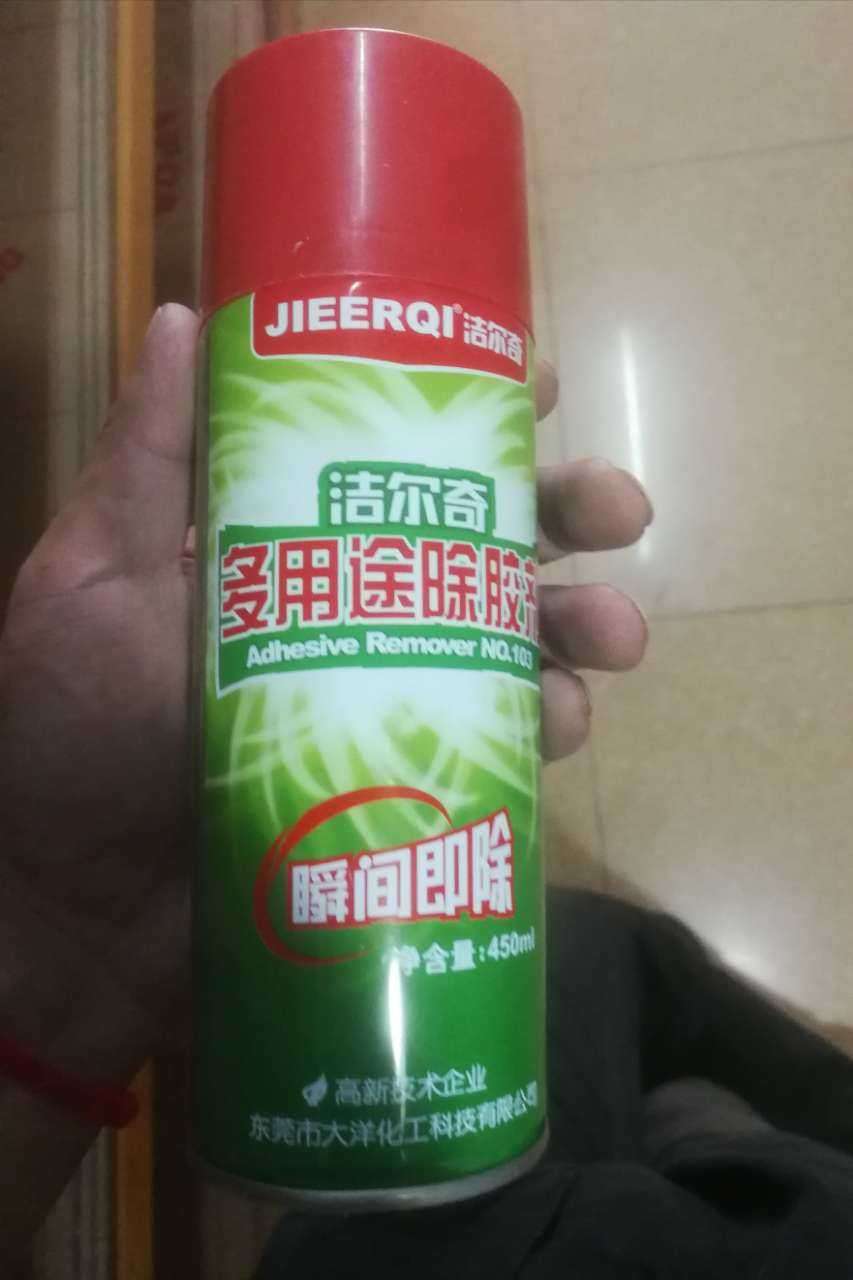 JIEERQI® 洁尔奇
洁尔奇
多用途除胶剂
Adhesive Remover NO.103
瞬间即除
净含量:450ml
高新技术企业
东莞市大洋化工科技有限公司